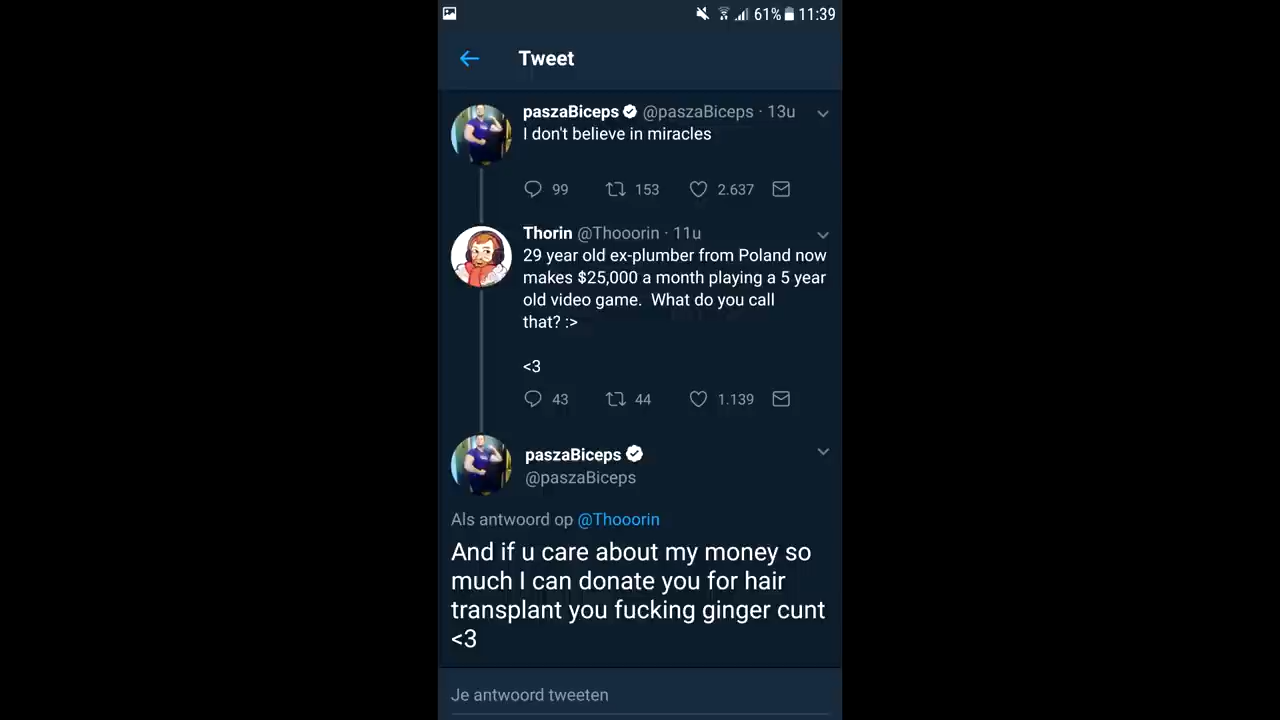 61% 11:39
Tweet
paszaBiceps @paszaBiceps · 13u
I don't believe in miracles
99 153 2.637
Thorin @Thooorin · 11u
29 year old ex-plumber from Poland now
makes $25,000 a month playing a 5 year
old video game. What do you call
that? :>
<3
43 44 1.139
paszaBiceps
@paszaBiceps
Als antwoord op @Thooorin
And if u care about my money so
much I can donate you for hair
transplant you fucking ginger cunt
<3
Je antwoord tweeten